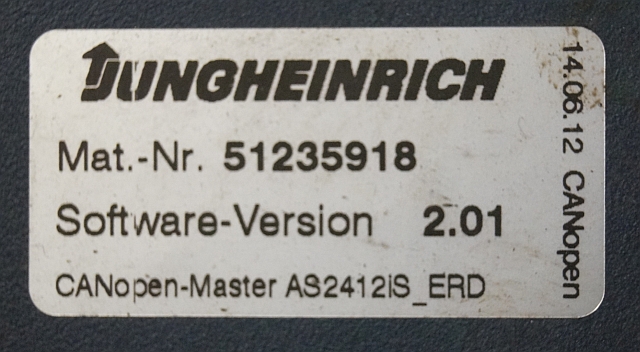 JUNGHEINRICH
Mat.-Nr. 51235918
Software-Version 2.01
CANopen-Master AS2412iS_ERD
14.06.12 CANopen